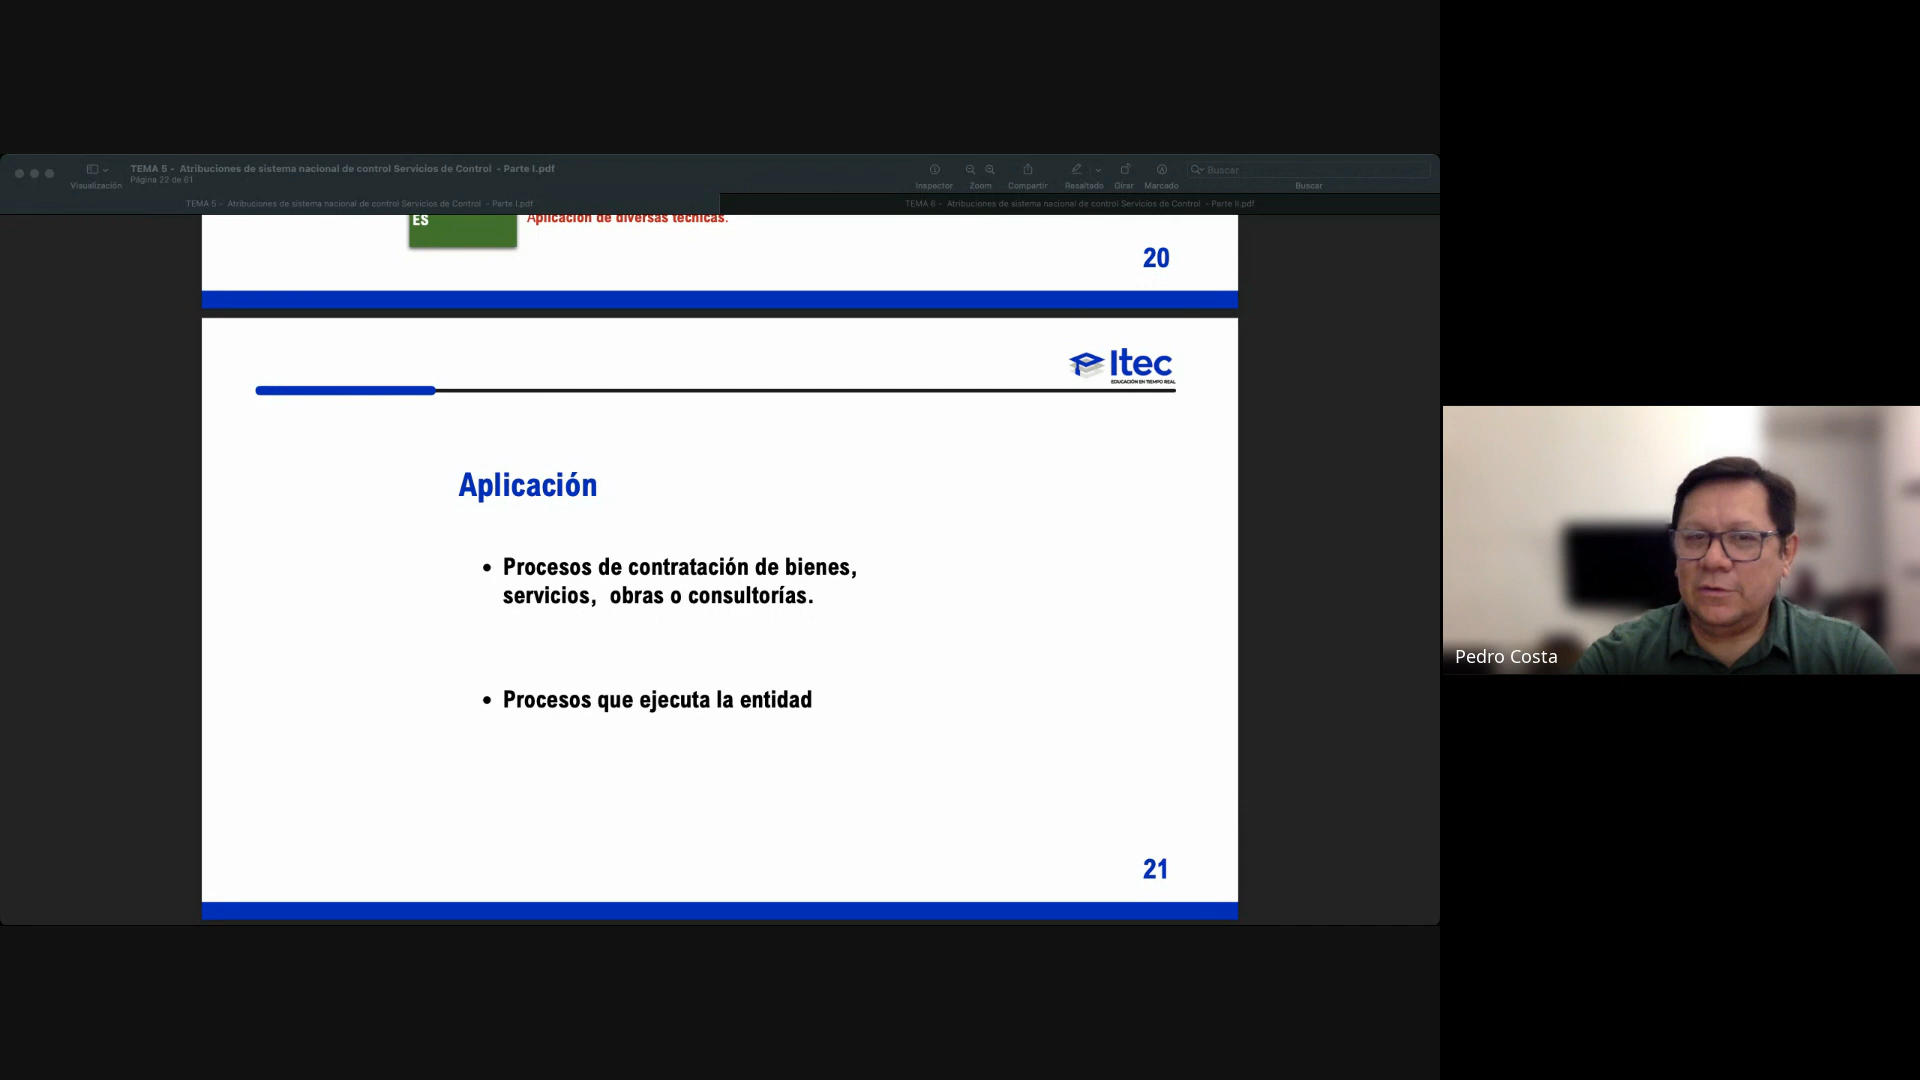 TEMA 5 - Atribuciones de sistema nacional de control Servicios de Control - Parte I.pdf
Página 22 de 61
Visualización
Inspector
Zoom
Compartir
Resaltado
Girar
Marcado
Buscar
Buscar
TEMA 5 - Atribuciones de sistema nacional de control Servicios de Control - Parte I.pdf
TEMA 6 - Atribuciones de sistema nacional de control Servicios de Control - Parte II.pdf
ES
Aplicación de diversas técnicas.
20
Itec
EDUCACIÓN EN TIEMPO REAL
Aplicación
• Procesos de contratación de bienes,
servicios, obras o consultorías.
• Procesos que ejecuta la entidad
21
Pedro Costa